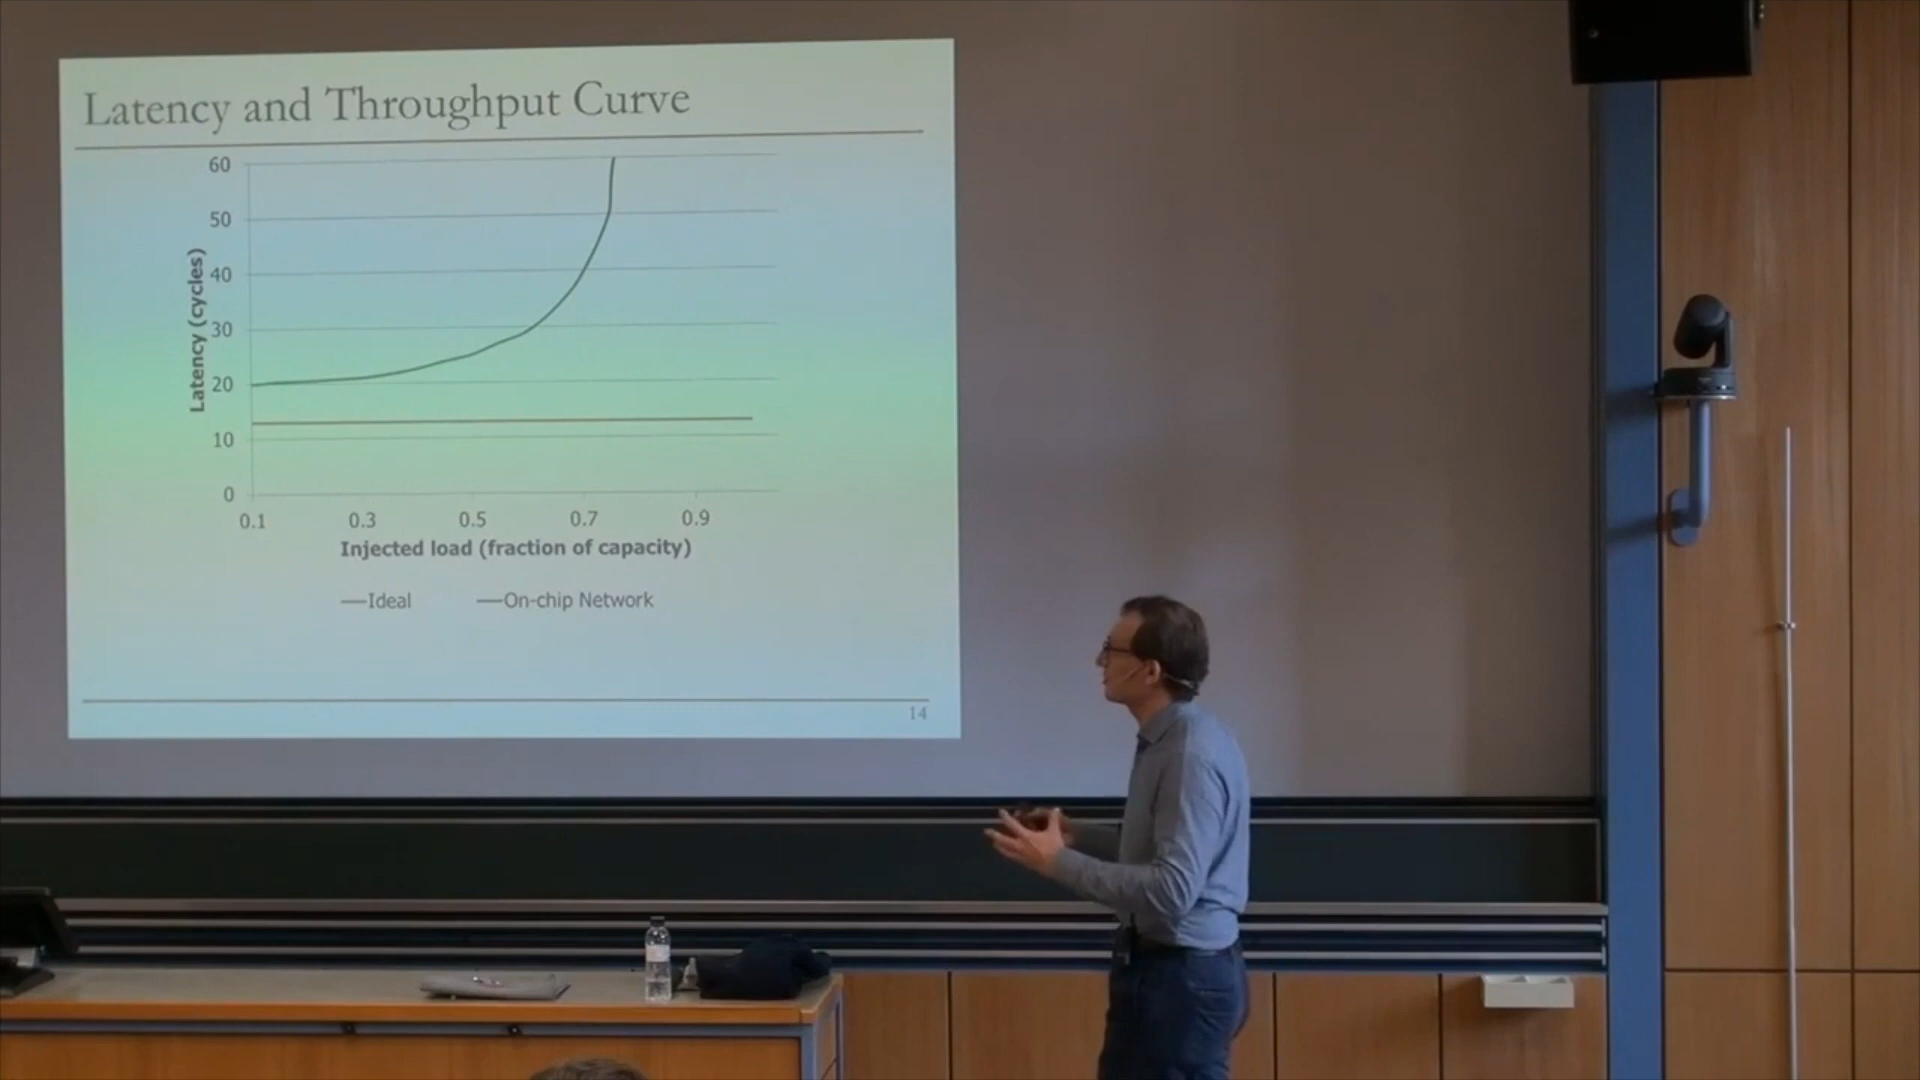 Latency and Throughput Curve
60
50
40
30
20
10
0
Latency (cycles)
0.1 0.3 0.5 0.7 0.9
Injected load (fraction of capacity)
Ideal On-chip Network
14